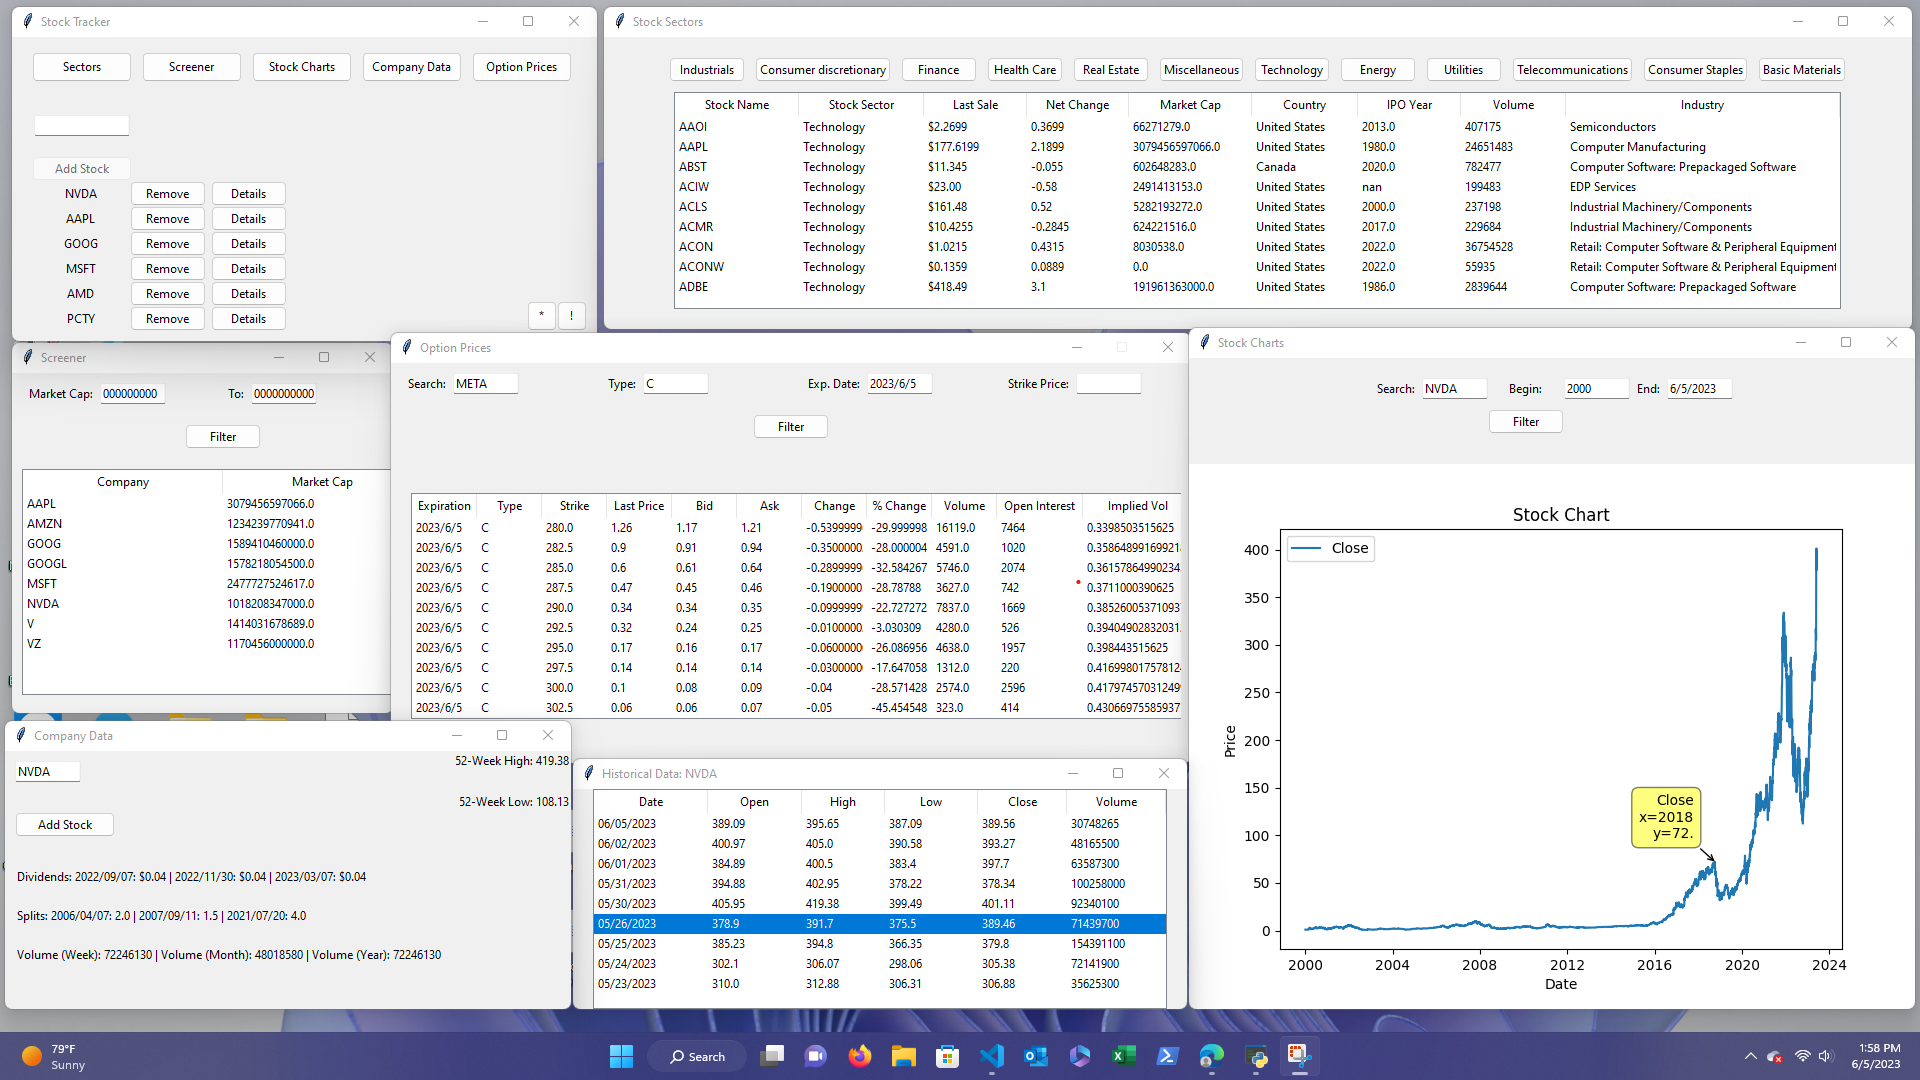 Stock Tracker
Sectors Screener Stock Charts Company Data Option Prices
Add Stock
NVDA Remove Details
AAPL Remove Details
GOOG Remove Details
MSFT Remove Details
AMD Remove Details
PCTY Remove Details
* !
Stock Sectors
Industrials Consumer discretionary Finance Health Care Real Estate Miscellaneous Technology Energy Utilities Telecommunications Consumer Staples Basic Materials
Stock Name Stock Sector Last Sale Net Change Market Cap Country IPO Year Volume Industry
AAOI Technology $2.2699 0.3699 66271279.0 United States 2013.0 407175 Semiconductors
AAPL Technology $177.6199 2.1899 3079456597066.0 United States 1980.0 24651483 Computer Manufacturing
ABST Technology $11.345 -0.055 602648283.0 Canada 2020.0 782477 Computer Software: Prepackaged Software
ACIW Technology $23.00 -0.58 2491413153.0 United States nan 199483 EDP Services
ACLS Technology $161.48 0.52 5282193272.0 United States 2000.0 237198 Industrial Machinery/Components
ACMR Technology $10.4255 -0.2845 624221516.0 United States 2017.0 229684 Industrial Machinery/Components
ACON Technology $1.0215 0.4315 8030538.0 United States 2022.0 36754528 Retail: Computer Software & Peripheral Equipment
ACONW Technology $0.1359 0.0889 0.0 United States 2022.0 55935 Retail: Computer Software & Peripheral Equipment
ADBE Technology $418.49 3.1 191961363000.0 United States 1986.0 2839644 Computer Software: Prepackaged Software
Screener
Market Cap: 000000000 To: 0000000000
Filter
Company Market Cap
AAPL 3079456597066.0
AMZN 1234239770941.0
GOOG 1589410460000.0
GOOGL 1578218054500.0
MSFT 2477727524617.0
NVDA 1018208347000.0
V 1414031678689.0
VZ 1170456000000.0
Option Prices
Search: META Type: C Exp. Date: 2023/6/5 Strike Price:
Filter
Expiration Type Strike Last Price Bid Ask Change % Change Volume Open Interest Implied Vol
2023/6/5 C 280.0 1.26 1.17 1.21 -0.5399999 -29.999998 16119.0 7464 0.3398503515625
2023/6/5 C 282.5 0.9 0.91 0.94 -0.3500000. -28.000004 4591.0 1020 0.3586489916992
2023/6/5 C 285.0 0.6 0.61 0.64 -0.2899999 -32.584267 5746.0 2074 0.36157864990234
2023/6/5 C 287.5 0.47 0.45 0.46 -0.1900000 -28.78788 3627.0 742 0.3711000390625
2023/6/5 C 290.0 0.34 0.34 0.35 -0.0999999 -22.727272 7837.0 1669 0.3852600537109
2023/6/5 C 292.5 0.32 0.24 0.25 -0.0100000. -3.030309 4280.0 526 0.3940490283203
2023/6/5 C 295.0 0.17 0.16 0.17 -0.0600000 -26.086956 4638.0 1957 0.398443515625
2023/6/5 C 297.5 0.14 0.14 0.14 -0.0300000 -17.647058 1312.0 220 0.416998017578124
2023/6/5 C 300.0 0.1 0.08 0.09 -0.04 -28.571428 2574.0 2596 0.41797457031249
2023/6/5 C 302.5 0.06 0.06 0.07 -0.05 -45.454548 323.0 414 0.43066975585937
Stock Charts
Search: NVDA Begin: 2000 End: 6/5/2023
Filter
Stock Chart
Close
400
350
300
250
200
150
100
50
0
Price
Close
x=2018
y=72.
2000 2004 2008 2012 2016 2020 2024
Date
Company Data
NVDA
52-Week High: 419.38
52-Week Low: 108.13
Add Stock
Dividends: 2022/09/07: $0.04 | 2022/11/30: $0.04 | 2023/03/07: $0.04
Splits: 2006/04/07: 2.0 | 2007/09/11: 1.5 | 2021/07/20: 4.0
Volume (Week): 72246130 | Volume (Month): 48018580 | Volume (Year): 72246130
Historical Data: NVDA
Date Open High Low Close Volume
06/05/2023 389.09 395.65 387.09 389.56 30748265
06/02/2023 400.97 405.0 390.58 393.27 48165500
06/01/2023 384.89 400.5 383.4 397.7 63587300
05/31/2023 394.88 402.95 378.22 378.34 100258000
05/30/2023 405.95 419.38 399.49 401.11 92340100
05/26/2023 378.9 391.7 375.5 389.46 71439700
05/25/2023 385.23 394.8 366.35 379.8 154391100
05/24/2023 302.1 306.07 298.06 305.38 72141900
05/23/2023 310.0 312.88 306.31 306.88 35625300
79°F
Sunny
Search
1:58 PM
6/5/2023